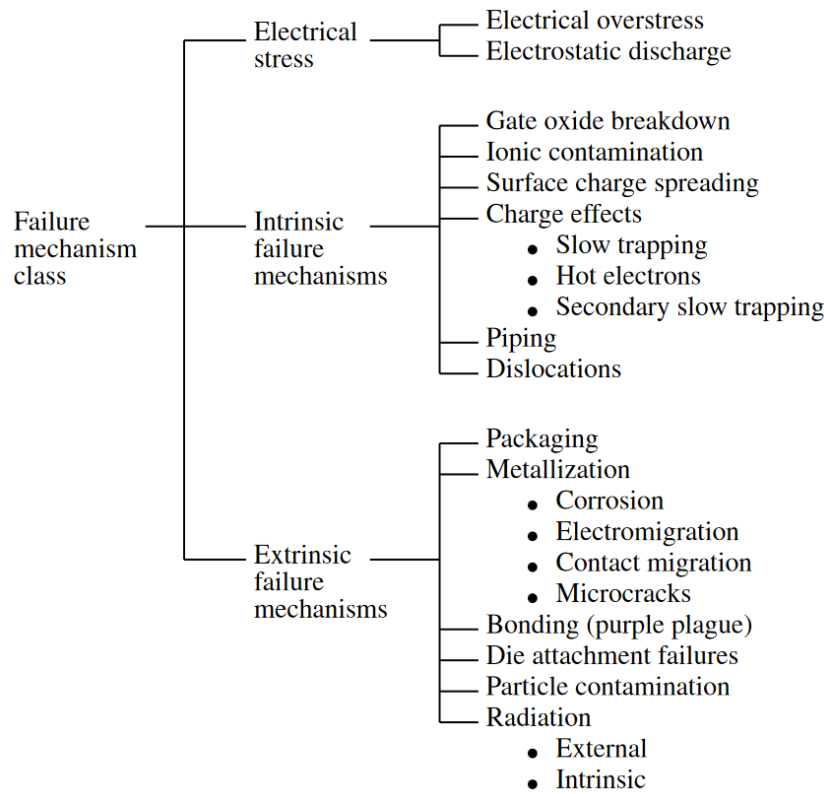 Electrical
stress
Electrical overstress
Electrostatic discharge
Failure
mechanism
class
Intrinsic
failure
mechanisms
Gate oxide breakdown
Ionic contamination
Surface charge spreading
Charge effects
• Slow trapping
• Hot electrons
• Secondary slow trapping
Piping
Dislocations
Extrinsic
failure
mechanisms
Packaging
Metallization
• Corrosion
• Electromigration
• Contact migration
• Microcracks
Bonding (purple plague)
Die attachment failures
Particle contamination
Radiation
• External
• Intrinsic